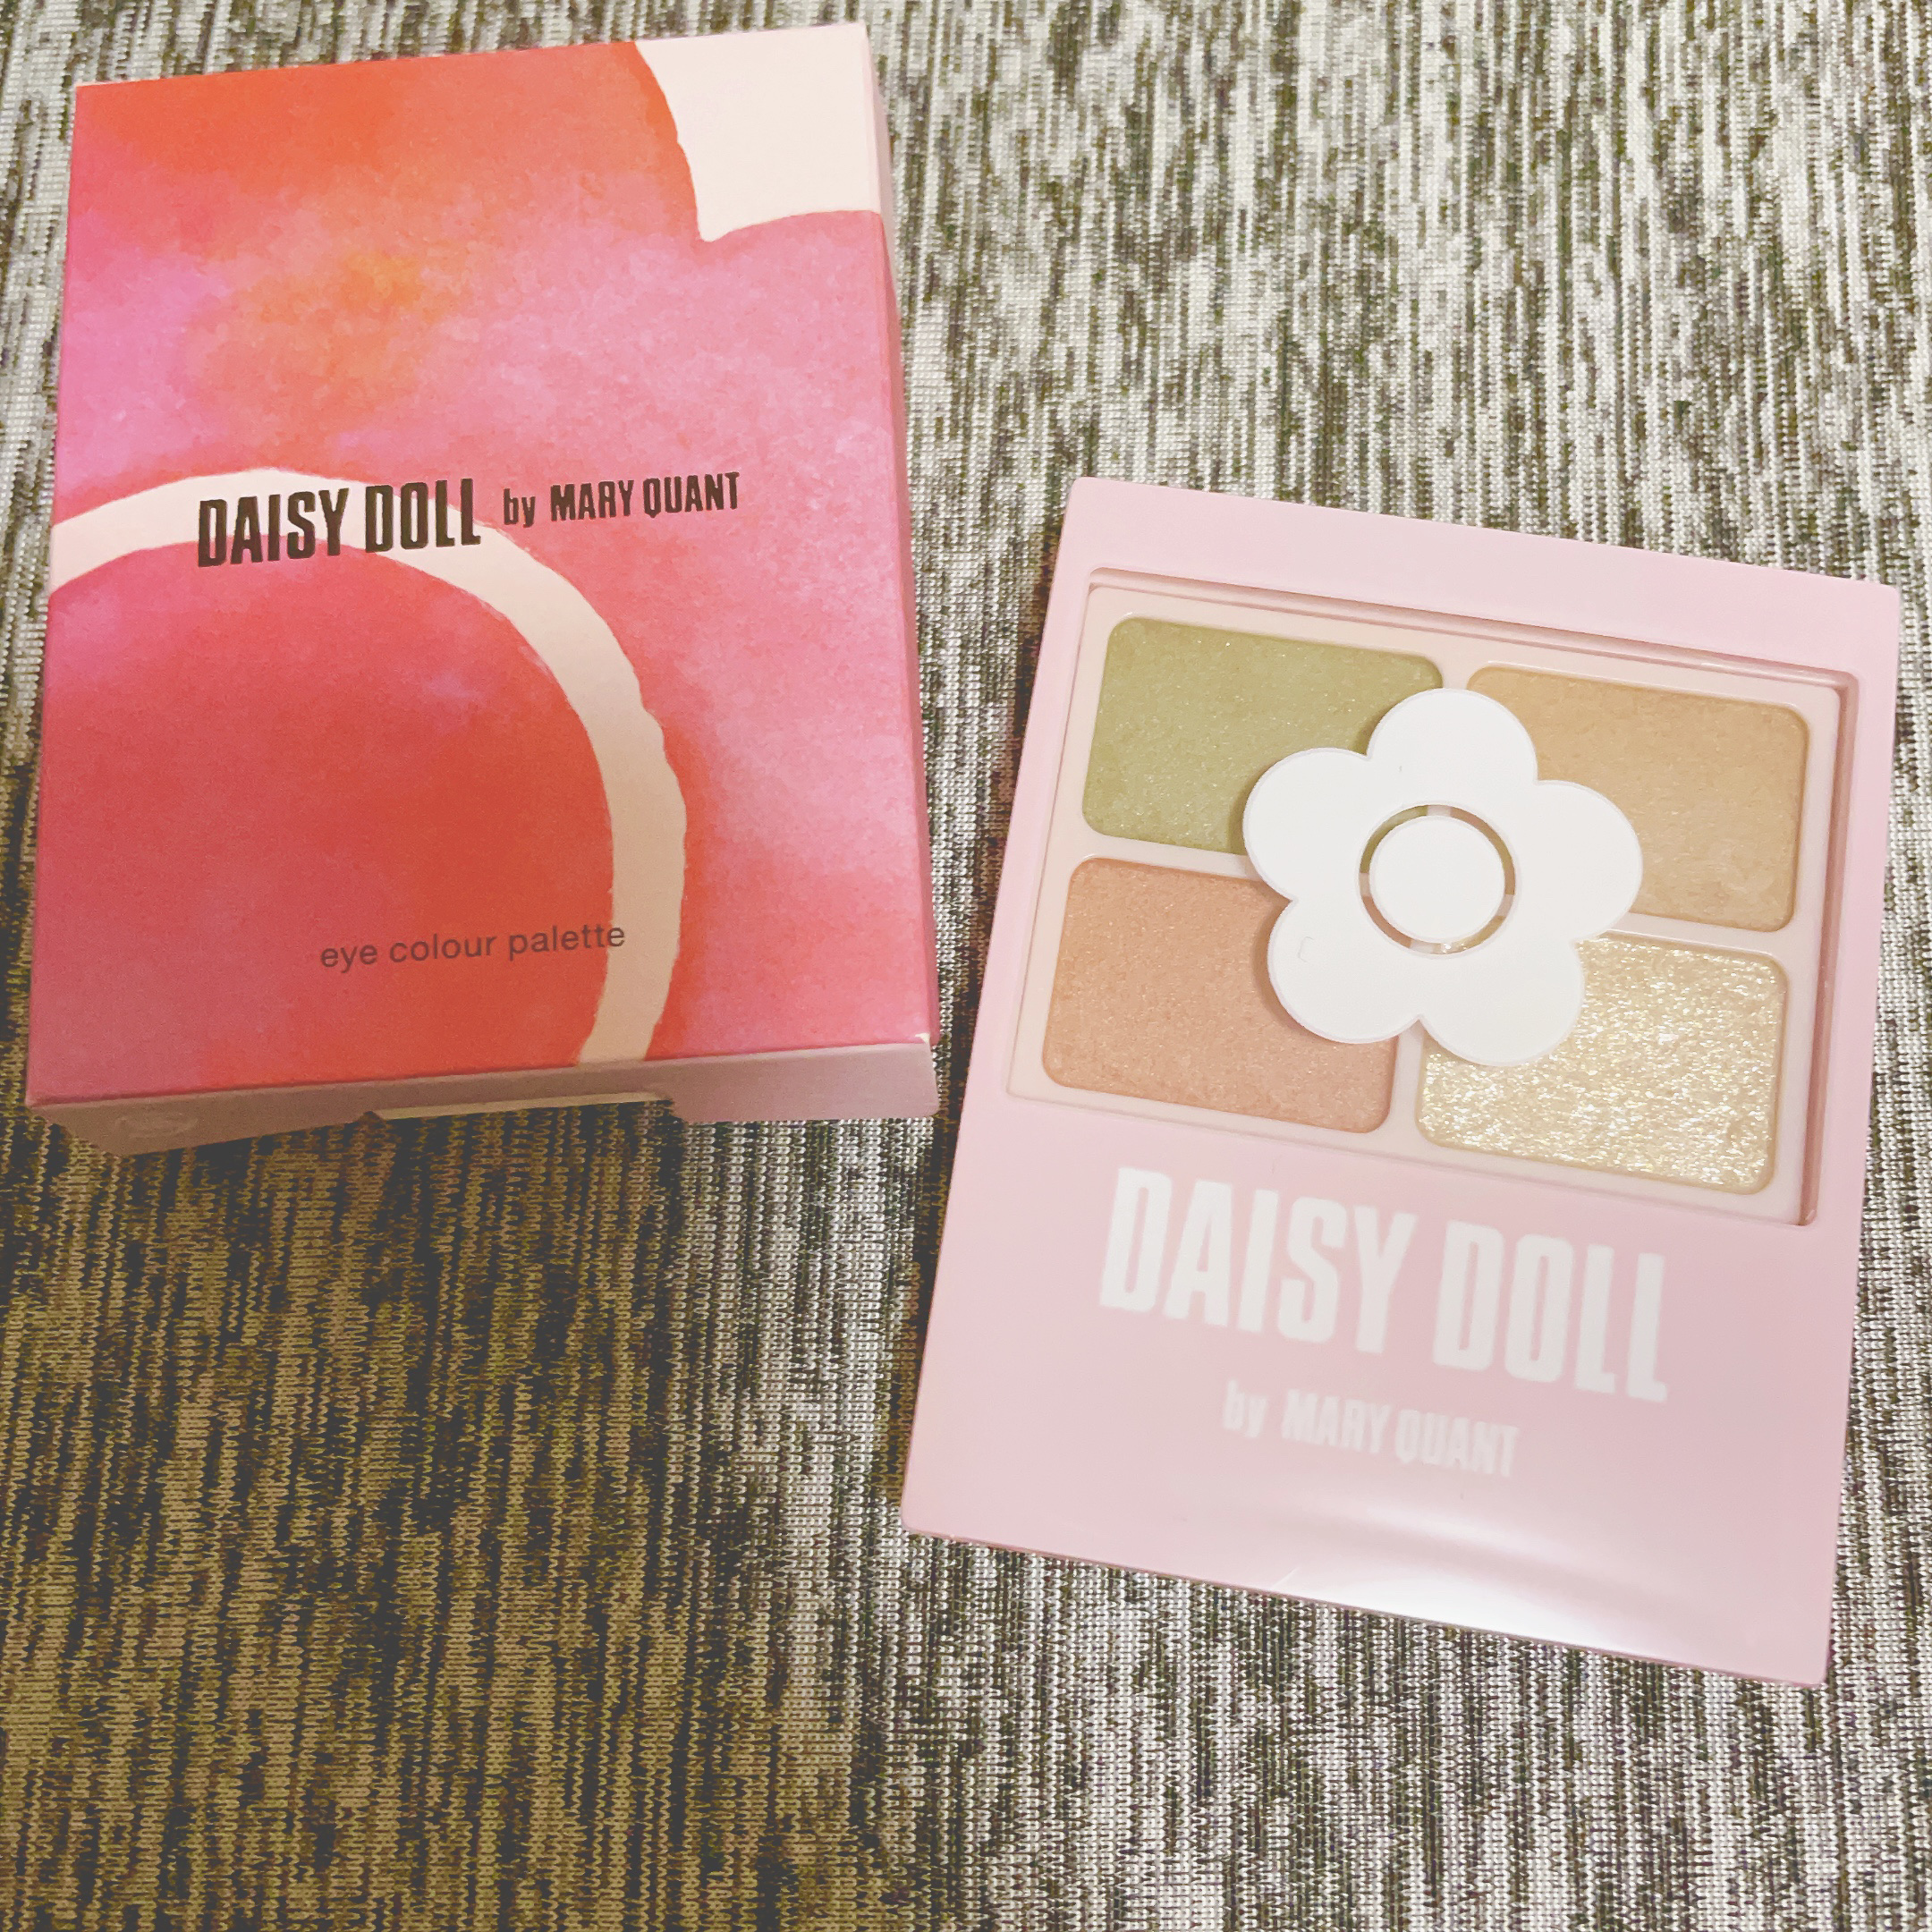 DAISY DOLL by MARY QUANT
eye colour palette
DAISY DOLL
by MARY QUANT